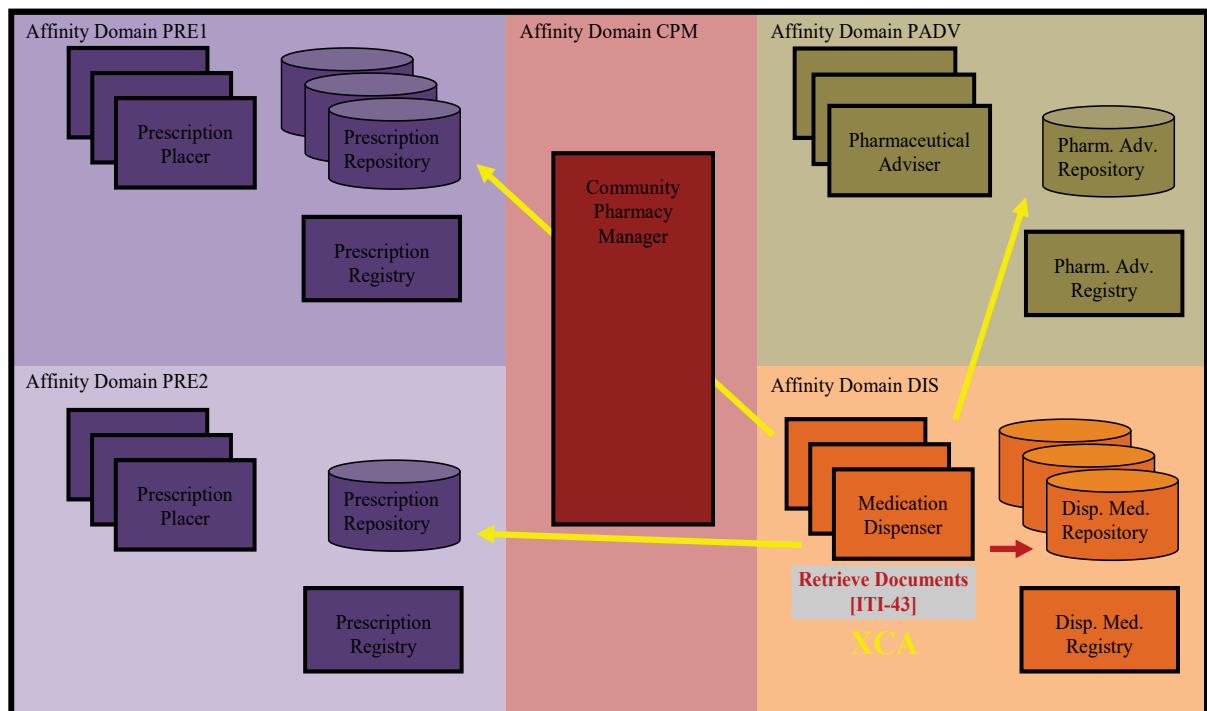 Affinity Domain PRE1
Prescription
Placer
Prescription
Repository
Prescription
Registry
Affinity Domain CPM
Community
Pharmacy
Manager
Affinity Domain PADV
Pharmaceutical
Adviser
Pharm. Adv.
Repository
Pharm. Adv.
Registry
Affinity Domain PRE2
Prescription
Placer
Prescription
Repository
Prescription
Registry
Affinity Domain DIS
Medication
Dispenser
Disp. Med.
Repository
Retrieve Documents
[ITI-43]
XCA
Disp. Med.
Registry